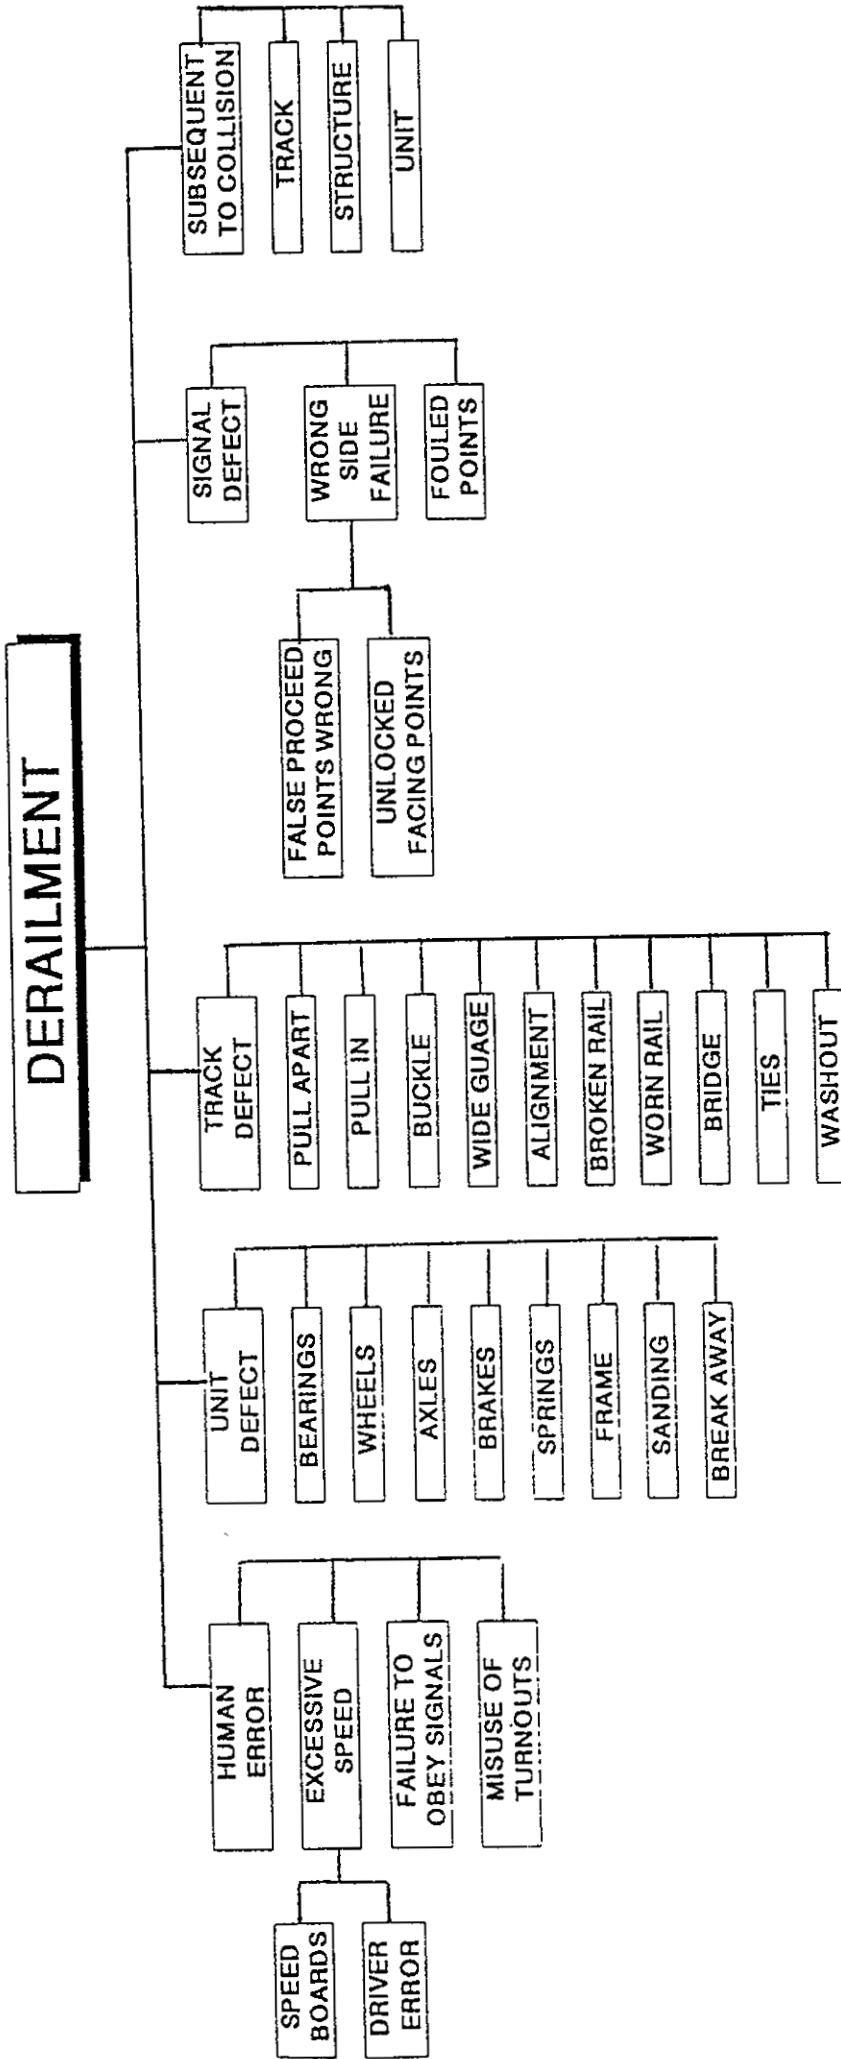 DERAILMENT
HUMAN
ERROR
EXCESSIVE
SPEED
SPEED
BOARDS
DRIVER
ERROR
FAILURE TO
OBEY SIGNALS
MISUSE OF
TURNOUTS
UNIT
DEFECT
BEARINGS
WHEELS
AXLES
BRAKES
SPRINGS
FRAME
SANDING
BREAK AWAY
TRACK
DEFECT
PULL APART
PULL IN
BUCKLE
WIDE GUAGE
ALIGNMENT
BROKEN RAIL
WORN RAIL
BRIDGE
TIES
WASHOUT
SIGNAL
DEFECT
WRONG
SIDE
FAILURE
FALSE PROCEED
POINTS WRONG
UNLOCKED
FACING POINTS
FOULED
POINTS
SUBSEQUENT
TO COLLISION
TRACK
STRUCTURE
UNIT